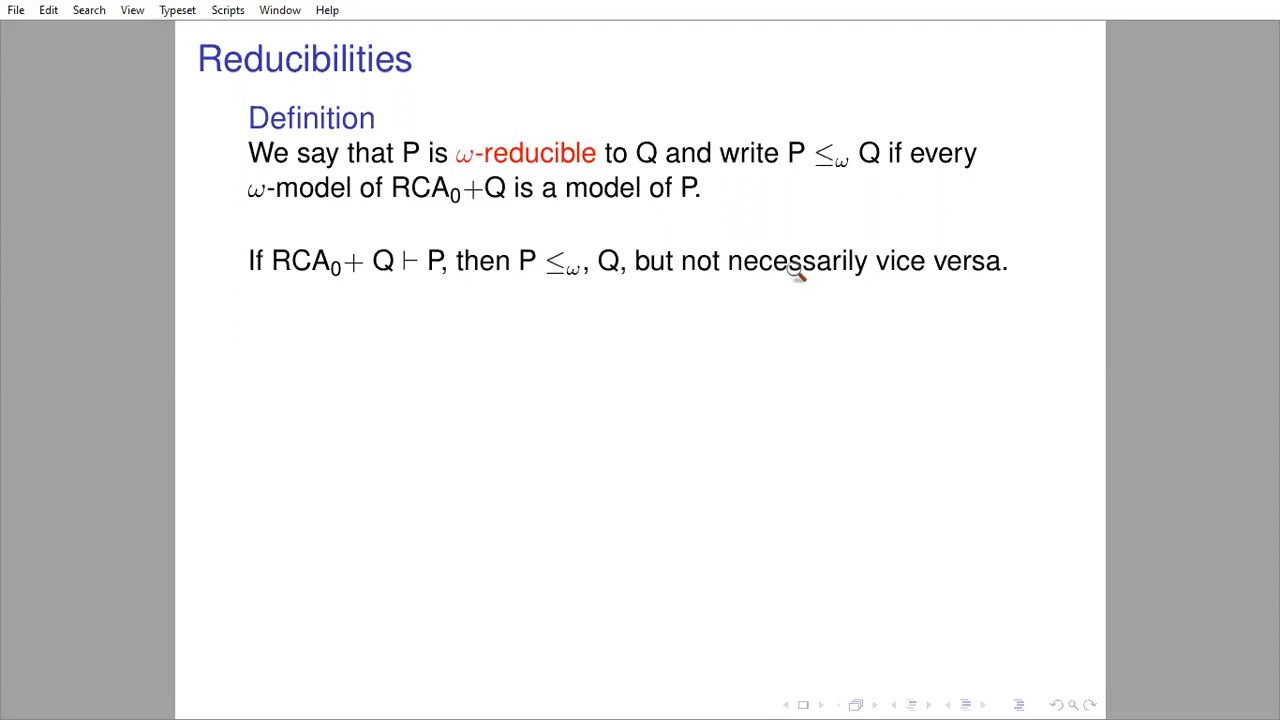 File Edit Search View Typeset Scripts Window Help
Reducibilities
Definition
We say that P is ω-reducible to Q and write P ≤ω Q if every
ω-model of RCA₀+Q is a model of P.
If RCA₀+ Q ⊢ P, then P ≤ω, Q, but not necessarily vice versa.